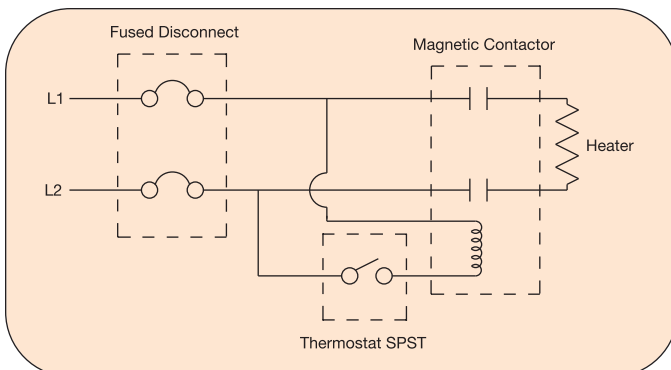 Fused Disconnect
Magnetic Contactor
L1
Heater
L2
Thermostat SPST